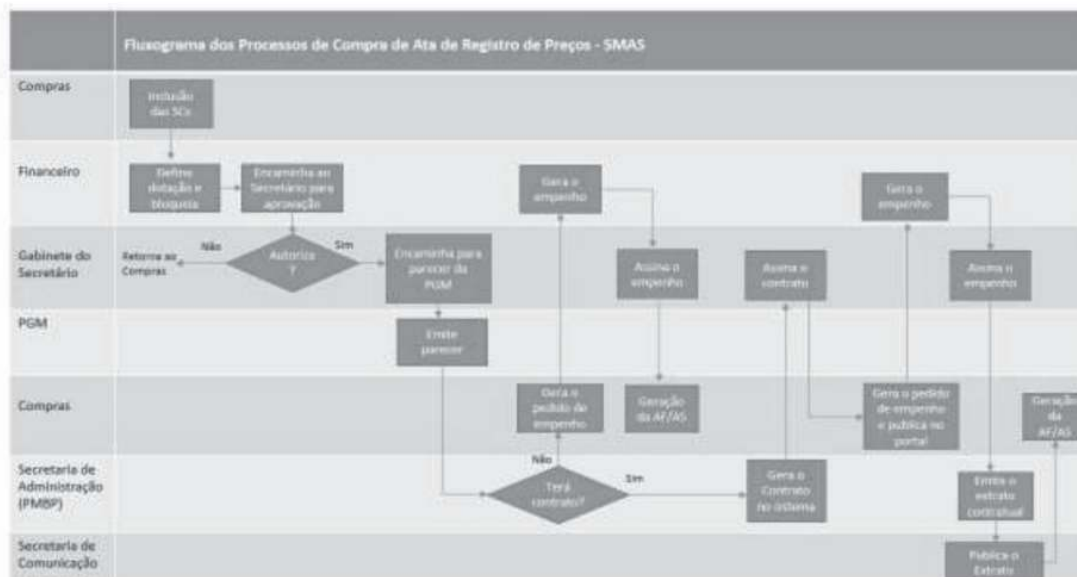 Fluxograma dos Processos de Compra de Ata de Registro de Preços - SMAS
Compras
Inclusão
das SCs
Financeiro
Define
dotação e
bloqueia
Encaminha ao
Secretário para
aprovação
Gera o
empenho
Gera o
empenho
Gabinete do
Secretário
Retorna ao
Compras
Não
Autoriza
?
Sim
Encaminha para
parecer da
PGM
Assina o
empenho
Assina o
contrato
Assina o
empenho
PGM
Emite
parecer
Compras
Gera o
pedido de
empenho
Geração
da AF/AS
Gera o pedido
de empenho
e publica no
portal
Geração
da
AF/AS
Secretaria de
Administração
(PMBP)
Não
Terá
contrato?
Sim
Gera o
Contrato
no sistema
Emite o
extrato
contratual
Secretaria de
Comunicação
Publica o
Extrato